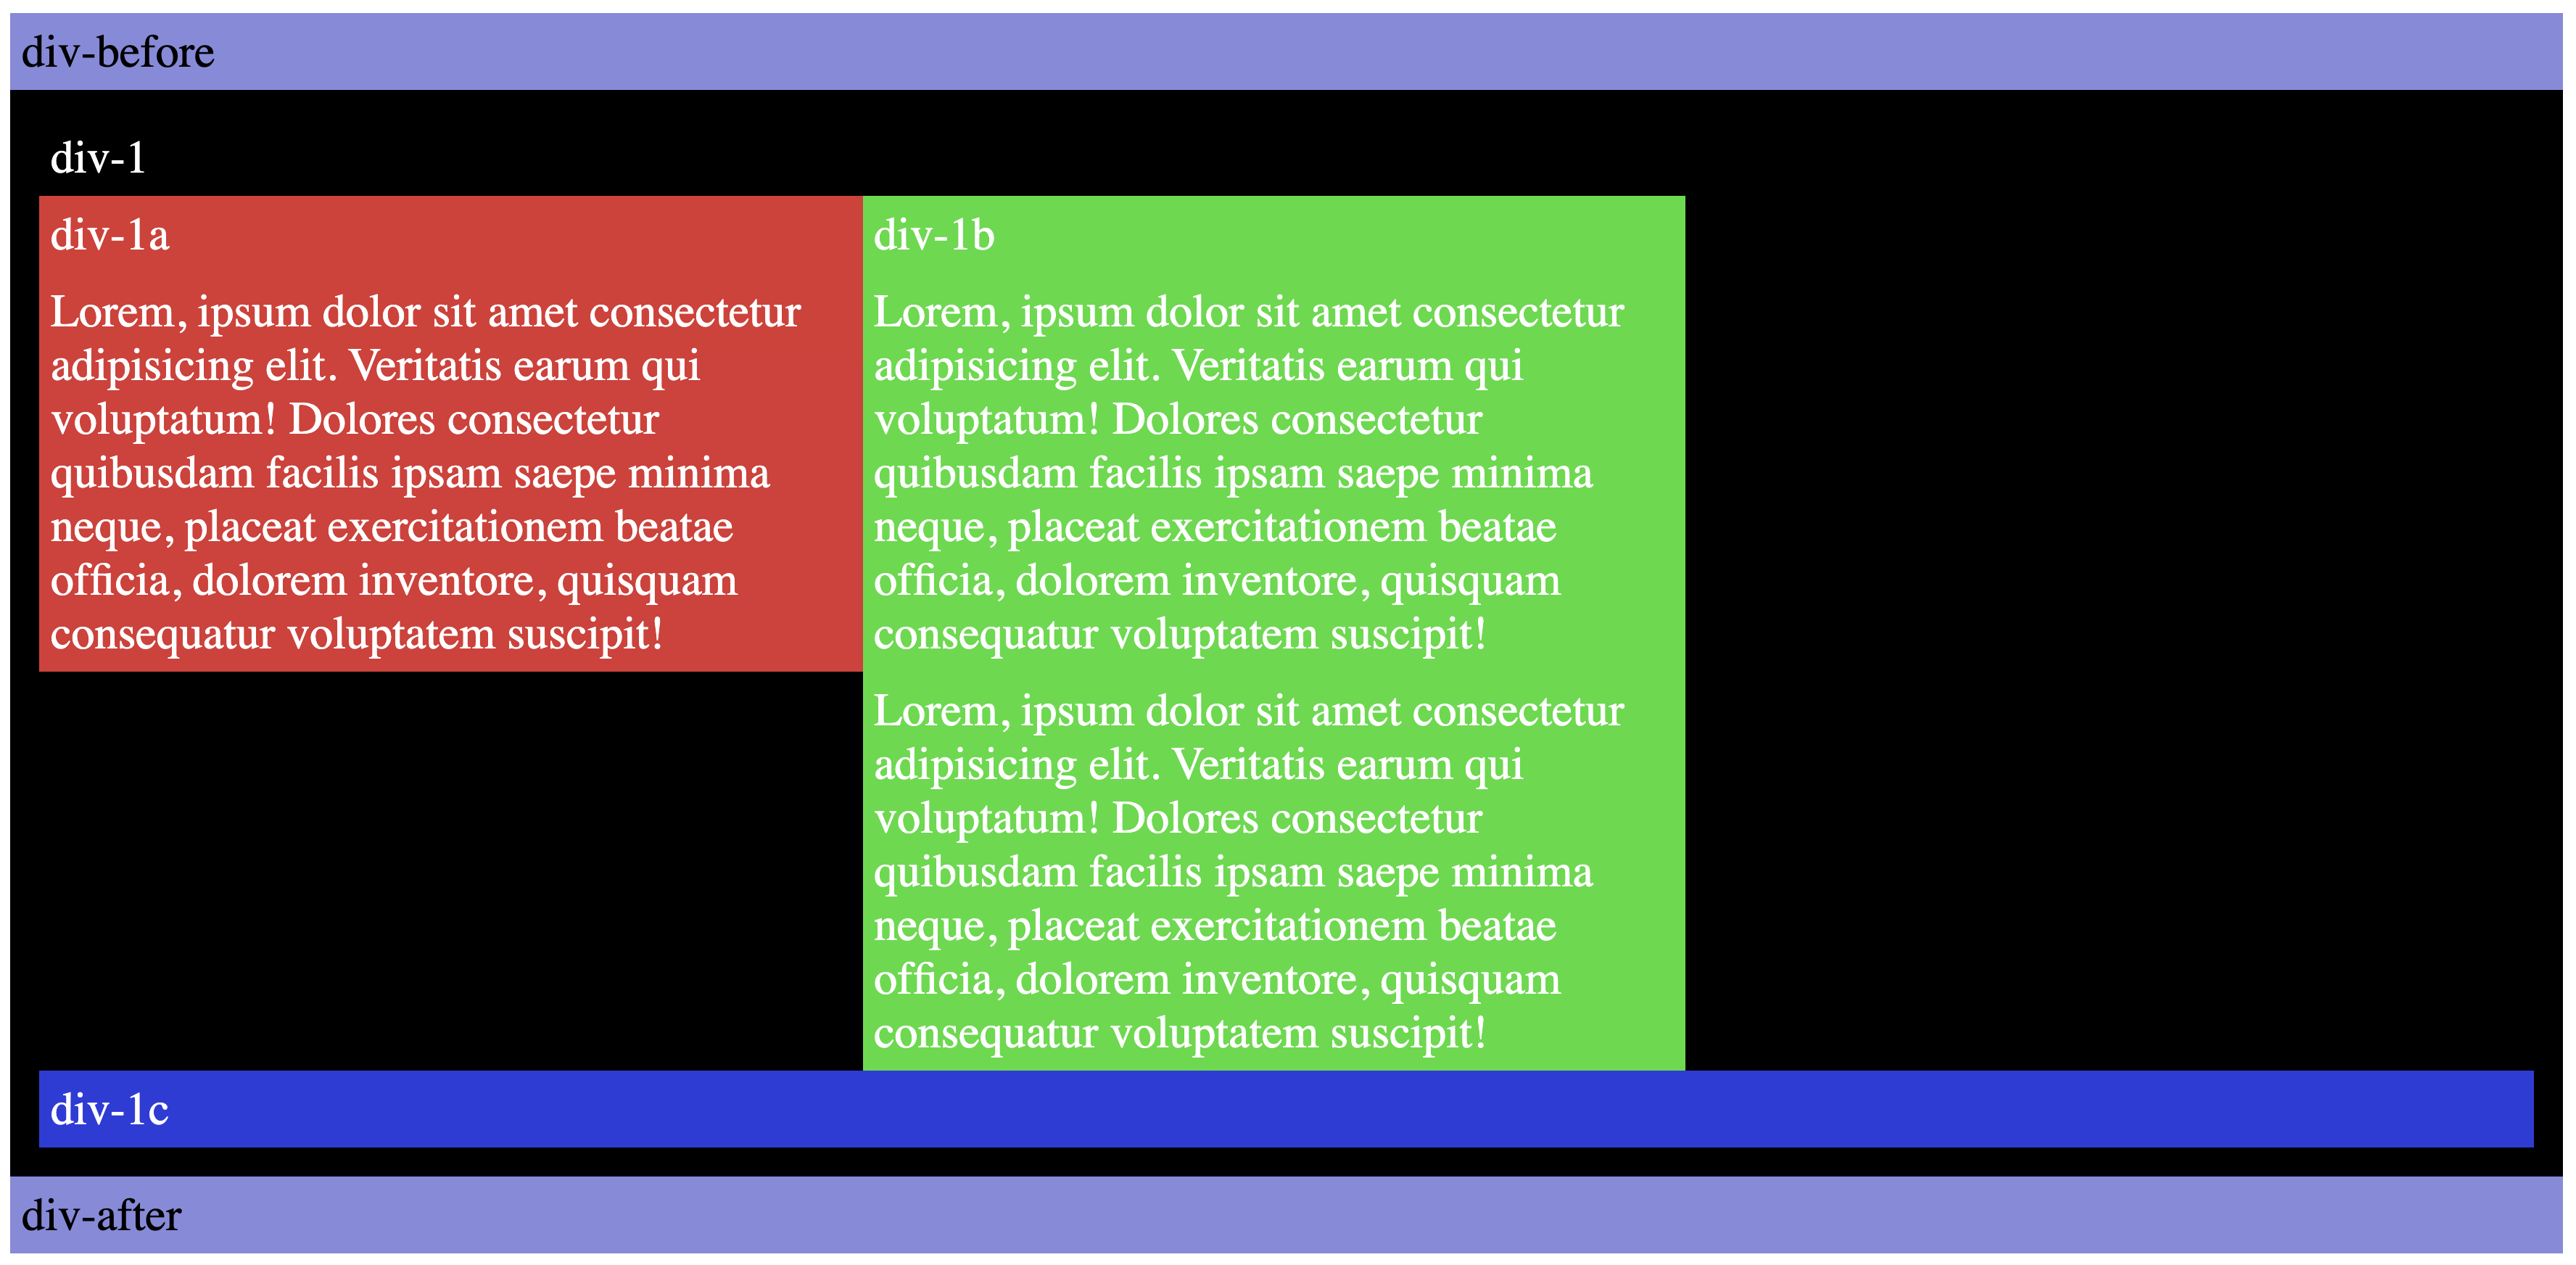 div-before
div-1
div-1a
Lorem, ipsum dolor sit amet consectetur
adipisicing elit. Veritatis earum qui
voluptatum! Dolores consectetur
quibusdam facilis ipsam saepe minima
neque, placeat exercitationem beatae
officia, dolorem inventore, quisquam
consequatur voluptatem suscipit!
div-1b
Lorem, ipsum dolor sit amet consectetur
adipisicing elit. Veritatis earum qui
voluptatum! Dolores consectetur
quibusdam facilis ipsam saepe minima
neque, placeat exercitationem beatae
officia, dolorem inventore, quisquam
consequatur voluptatem suscipit!
Lorem, ipsum dolor sit amet consectetur
adipisicing elit. Veritatis earum qui
voluptatum! Dolores consectetur
quibusdam facilis ipsam saepe minima
neque, placeat exercitationem beatae
officia, dolorem inventore, quisquam
consequatur voluptatem suscipit!
div-1c
div-after